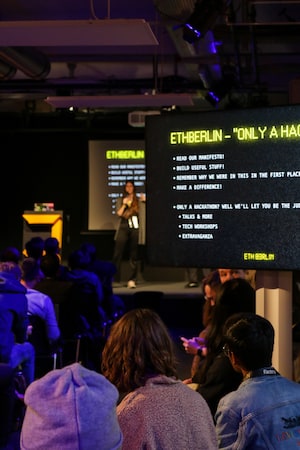 ETHBERLIN - "ONLY A HAC
• READ OUR MANIFESTO!
• BUILD USEFUL STUFF!
• REMEMBER WHY WE WERE IN THIS IN THE FIRST PLACE
• MAKE A DIFFERENCE!
ONLY A HACKATHON? WELL WE'LL LET YOU BE THE JU
• TALKS & MORE
• TECH WORKSHOPS
• EXTRAVAGANZA
ETH BERLIN
ETHBERLIN -